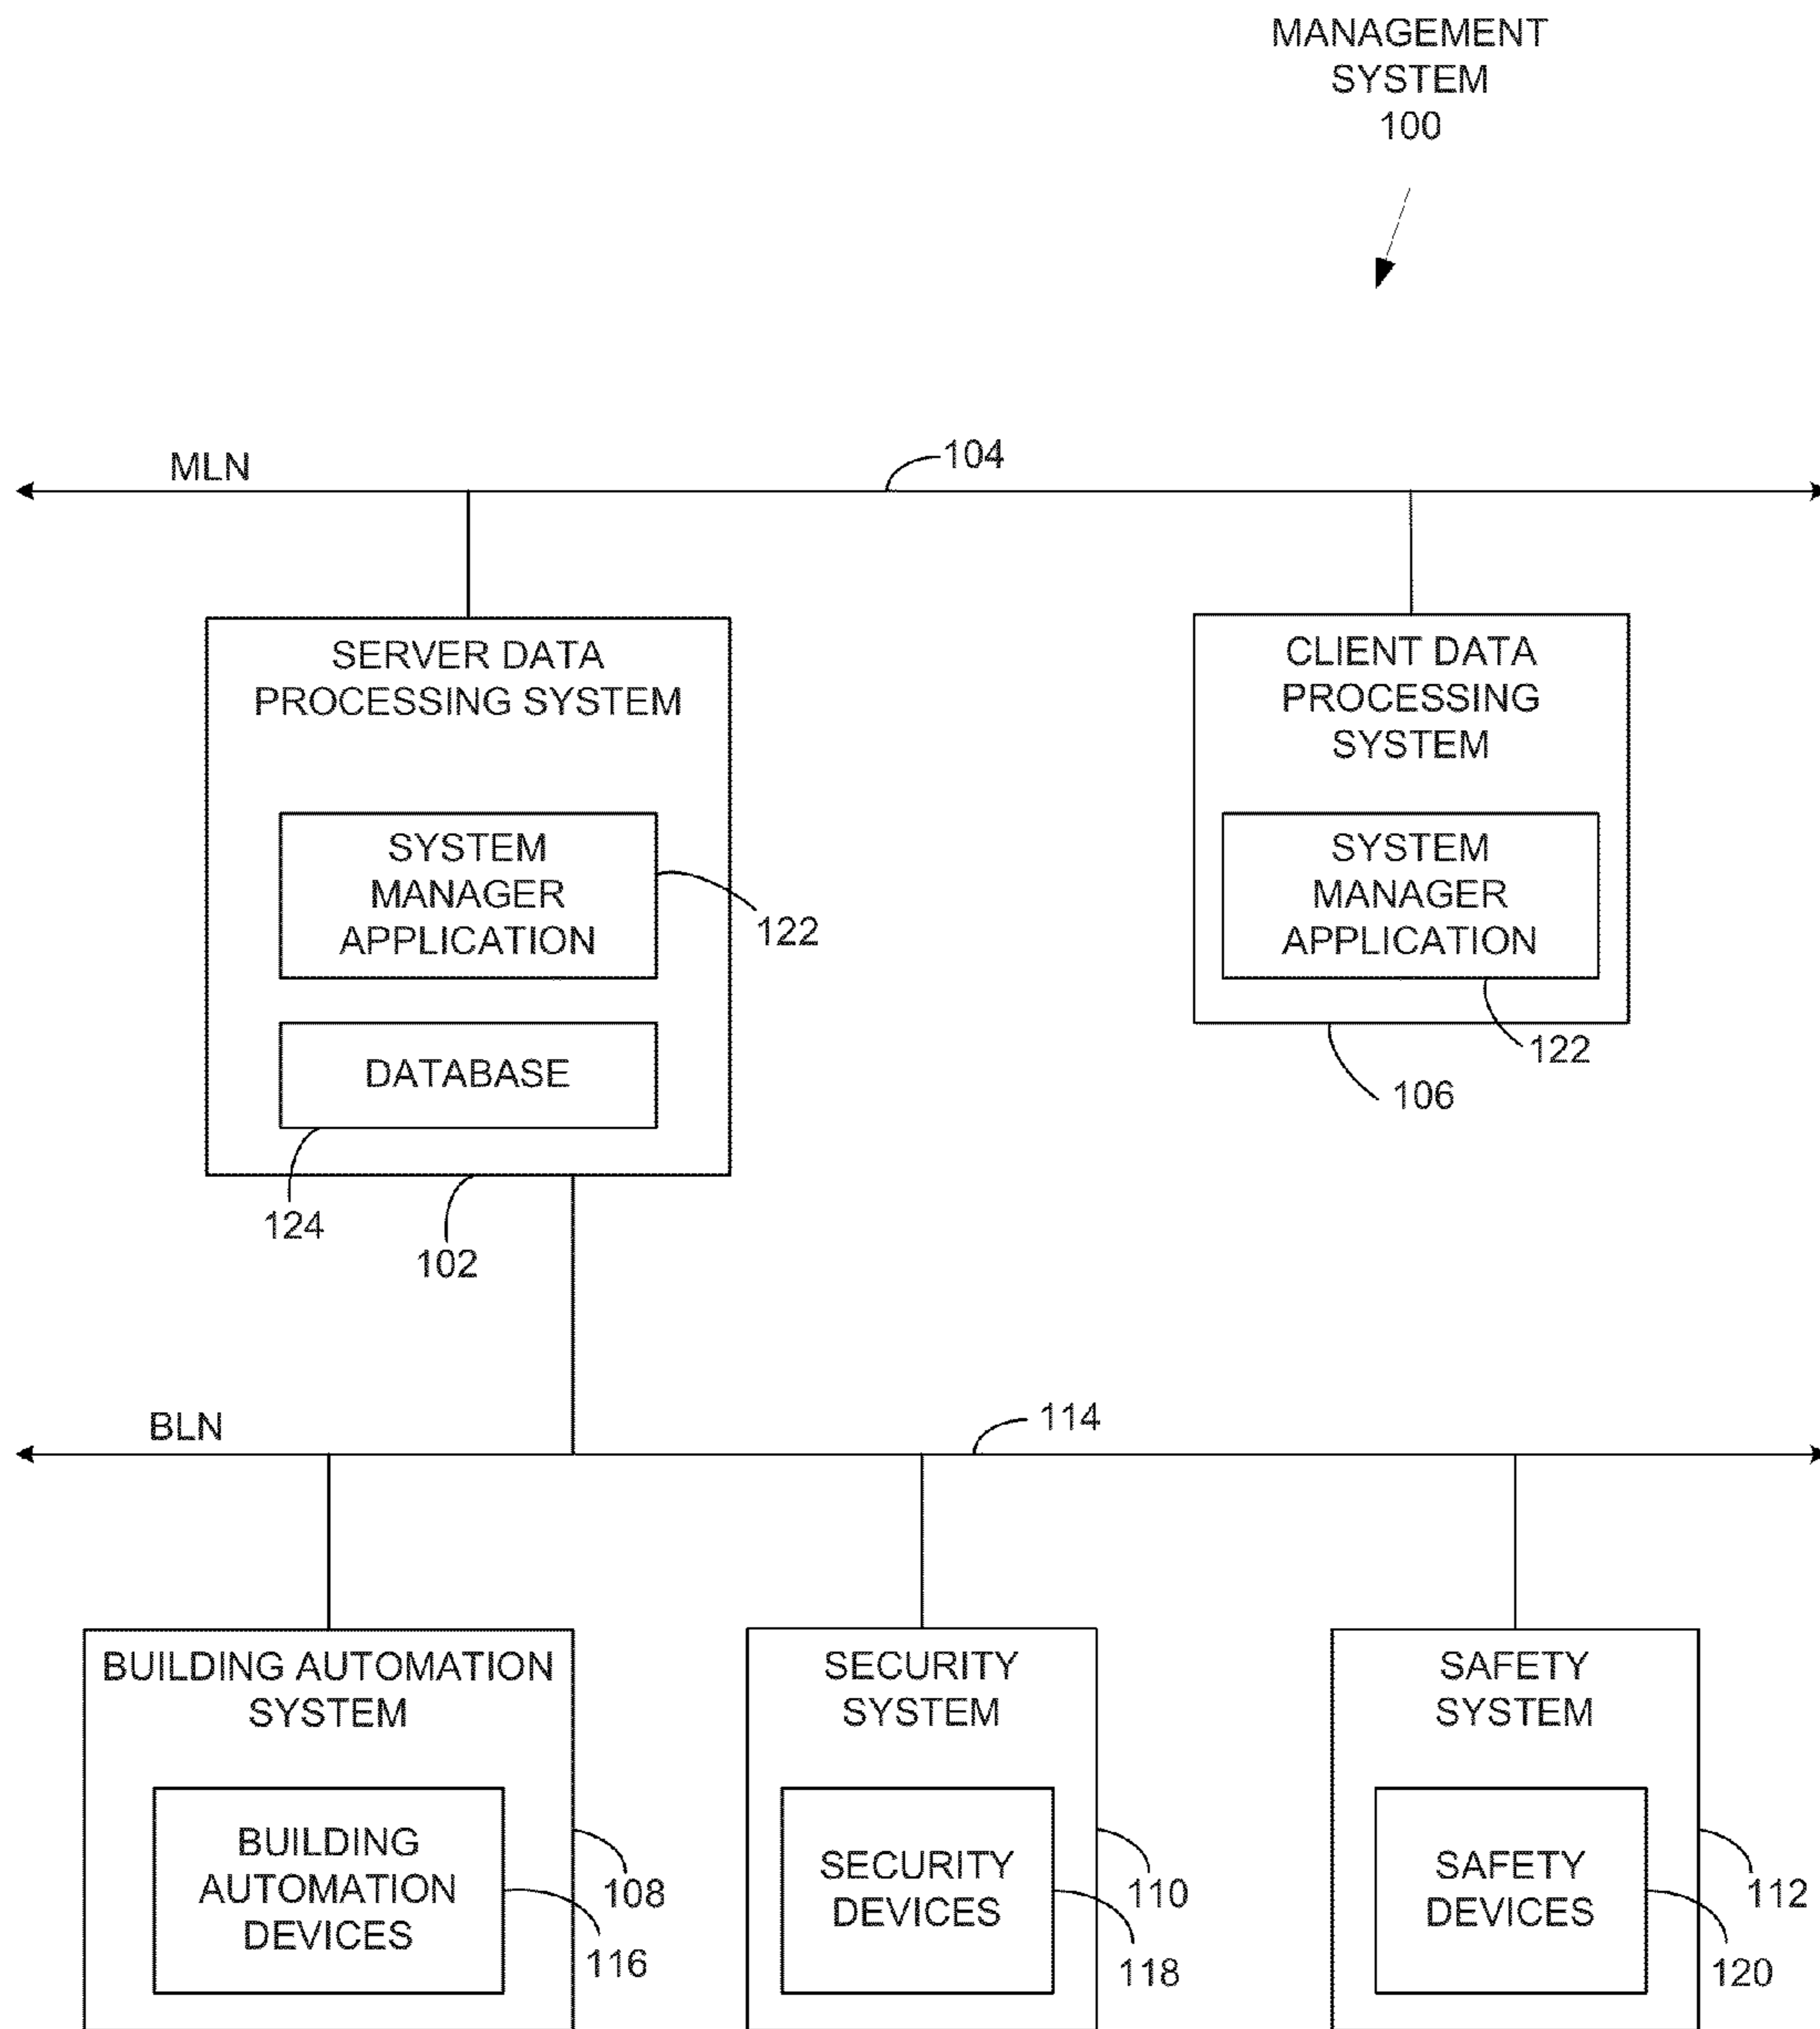 MANAGEMENT
SYSTEM
100
MLN
104
SERVER DATA
PROCESSING SYSTEM
SYSTEM
MANAGER
APPLICATION
122
DATABASE
124
102
CLIENT DATA
PROCESSING
SYSTEM
SYSTEM
MANAGER
APPLICATION
122
106
BLN
114
BUILDING AUTOMATION
SYSTEM
BUILDING
AUTOMATION
DEVICES
108
116
SECURITY
SYSTEM
SECURITY
DEVICES
110
118
SAFETY
SYSTEM
SAFETY
DEVICES
112
120